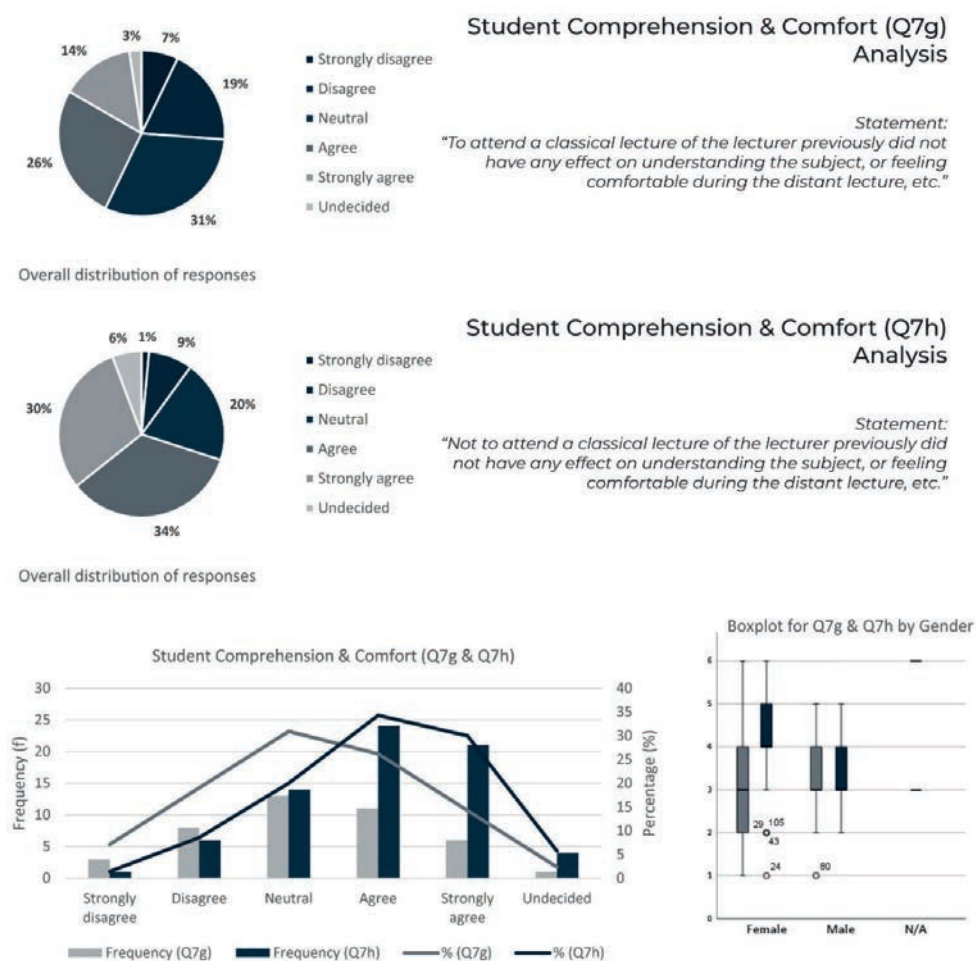 Student Comprehension & Comfort (Q7g)
Analysis
3%
7%
14%
19%
26%
31%
Strongly disagree
Disagree
Neutral
Agree
Strongly agree
Undecided
Statement:
"To attend a classical lecture of the lecturer previously did not
have any effect on understanding the subject, or feeling
comfortable during the distant lecture, etc."
Overall distribution of responses
Student Comprehension & Comfort (Q7h)
Analysis
6%
1%
9%
30%
20%
34%
Strongly disagree
Disagree
Neutral
Agree
Strongly agree
Undecided
Statement:
"Not to attend a classical lecture of the lecturer previously did
not have any effect on understanding the subject, or feeling
comfortable during the distant lecture, etc."
Overall distribution of responses
Student Comprehension & Comfort (Q7g & Q7h)
Frequency (f)
30
25
20
15
10
5
0
40
35
30
25
20
15
10
5
0
Percentage (%)
Strongly disagree
Disagree
Neutral
Agree
Strongly agree
Undecided
Frequency (Q7g)
Frequency (Q7h)
% (Q7g)
% (Q7h)
Boxplot for Q7g & Q7h by Gender
6
5
4
3
2
1
0
29
105
43
24
80
Female
Male
N/A